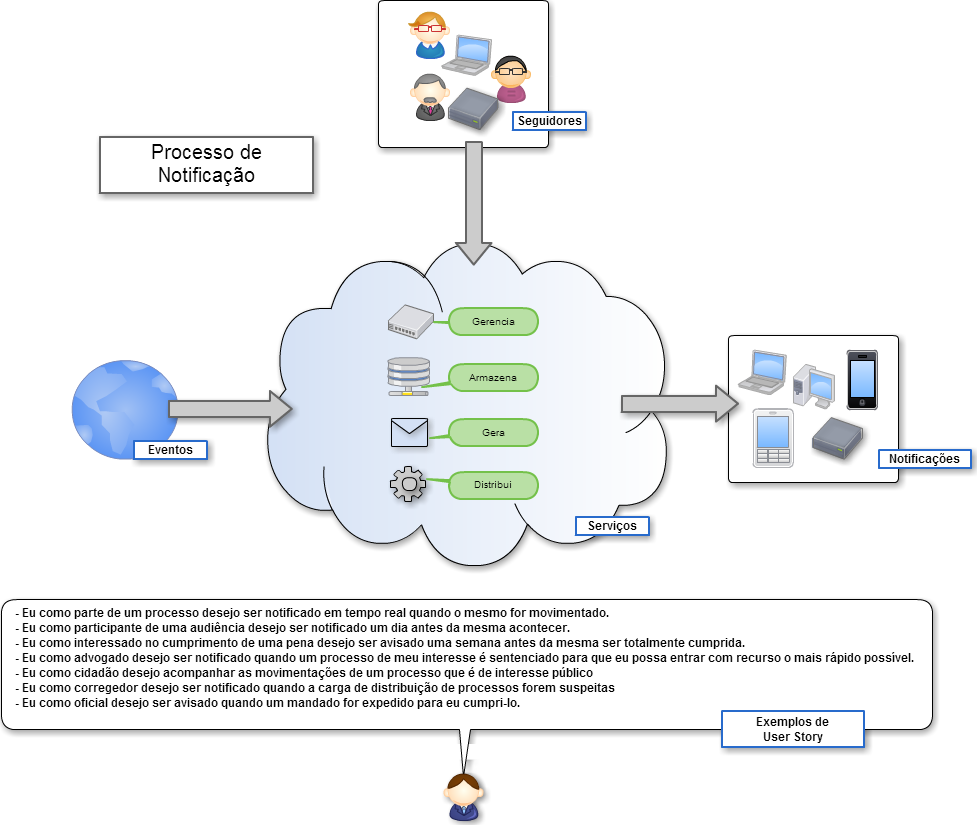 Seguidores
Processo de
Notificação
Gerencia
Armazena
Gera
Distribui
Eventos
Serviços
Notificações
- Eu como parte de um processo desejo ser notificado em tempo real quando o mesmo for movimentado.
- Eu como participante de uma audiência desejo ser notificado um dia antes da mesma acontecer.
- Eu como interessado no cumprimento de uma pena desejo ser avisado uma semana antes da mesma ser totalmente cumprida.
- Eu como advogado desejo ser notificado quando um processo de meu interesse é sentenciado para que eu possa entrar com recurso o mais rápido possível.
- Eu como cidadão desejo acompanhar as movimentações de um processo que é de interesse público
- Eu como corregedor desejo ser notificado quando a carga de distribuição de processos forem suspeitas
- Eu como oficial desejo ser avisado quando um mandado for expedido para eu cumpri-lo.
Exemplos de
User Story